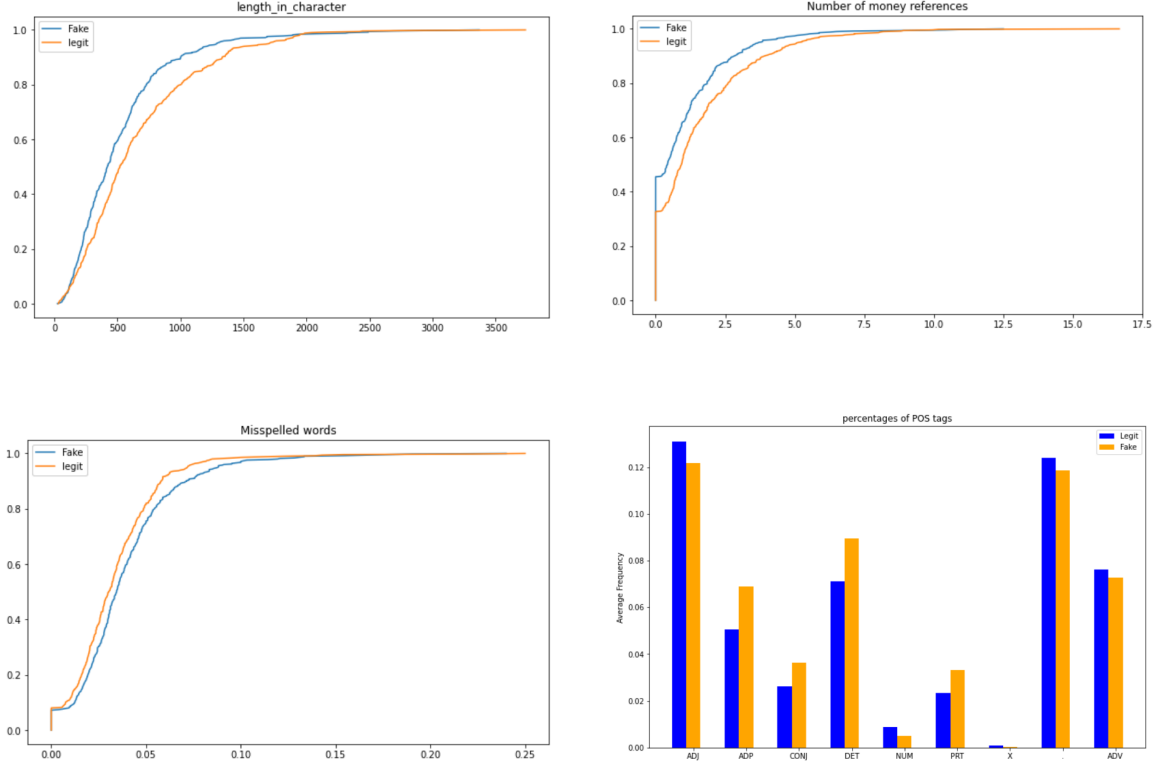 length_in_character
Fake
legit
1.0
0.8
0.6
0.4
0.2
0.0
0 500 1000 1500 2000 2500 3000 3500
Number of money references
Fake
legit
1.0
0.8
0.6
0.4
0.2
0.0
0.0 2.5 5.0 7.5 10.0 12.5 15.0 17.5
Misspelled words
Fake
legit
1.0
0.8
0.6
0.4
0.2
0.0
0.00 0.05 0.10 0.15 0.20 0.25
percentages of POS tags
Legit
Fake
Average Frequency
0.12
0.10
0.08
0.06
0.04
0.02
0.00
ADJ ADP CONJ DET NUM PRT X . ADV